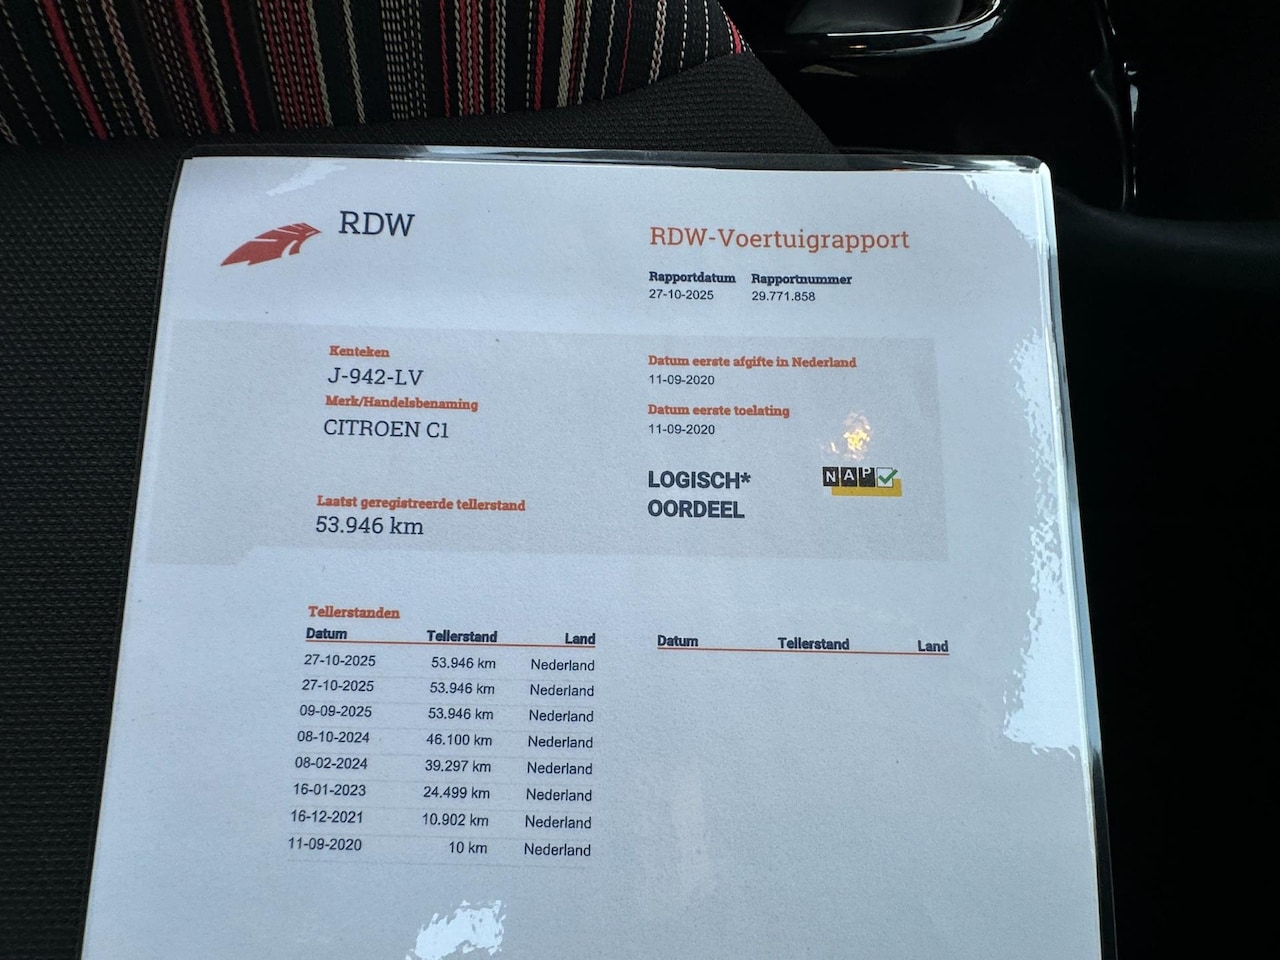 RDW
RDW-Voertuigrapport
Rapportdatum Rapportnummer
27-10-2025 29.771.858
Kenteken
J-942-LV
Merk/Handelsbenaming
CITROEN C1
Laatst geregistreerde tellerstand
53.946 km
Datum eerste afgifte in Nederland
11-09-2020
Datum eerste toelating
11-09-2020
LOGISCH*
OORDEEL
NAP
Tellerstanden
Datum Tellerstand Land
27-10-2025 53.946 km Nederland
27-10-2025 53.946 km Nederland
09-09-2025 53.946 km Nederland
08-10-2024 46.100 km Nederland
08-02-2024 39.297 km Nederland
16-01-2023 24.499 km Nederland
16-12-2021 10.902 km Nederland
11-09-2020 10 km Nederland
Datum Tellerstand Land